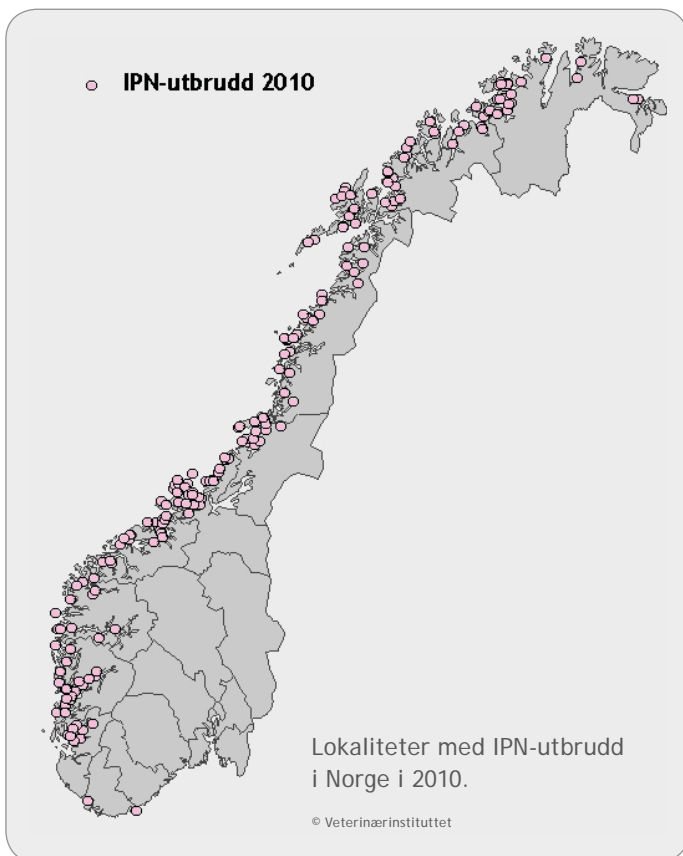 IPN-utbrudd 2010
Lokaliteter med IPN-utbrudd
i Norge i 2010.
© Veterinærinstituttet